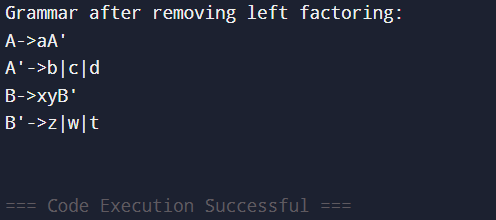 Grammar after removing left factoring:
A->aA'
A'->b|c|d
B->xyB'
B'->z|w|t
=== Code Execution Successful ===